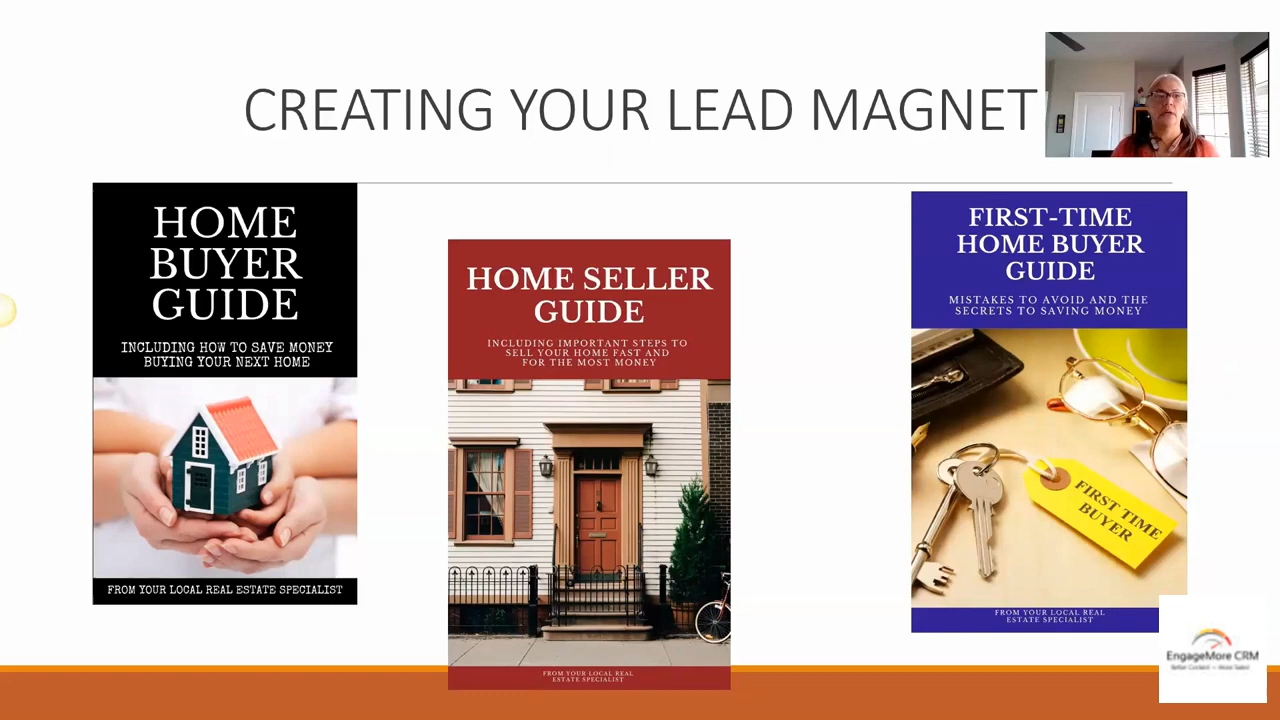 CREATING YOUR LEAD MAGNET
HOME
BUYER
GUIDE
INCLUDING HOW TO SAVE MONEY
BUYING YOUR NEXT HOME
FROM YOUR LOCAL REAL ESTATE SPECIALIST
HOME SELLER
GUIDE
INCLUDING IMPORTANT STEPS TO
SELL YOUR HOME FAST AND
FOR THE MOST MONEY
FROM YOUR LOCAL REAL
ESTATE SPECIALIST
FIRST-TIME
HOME BUYER
GUIDE
MISTAKES TO AVOID AND THE
SECRETS TO SAVING MONEY
FIRST TIME
BUYER
FROM YOUR LOCAL REAL
ESTATE SPECIALIST
EngageMore CRM